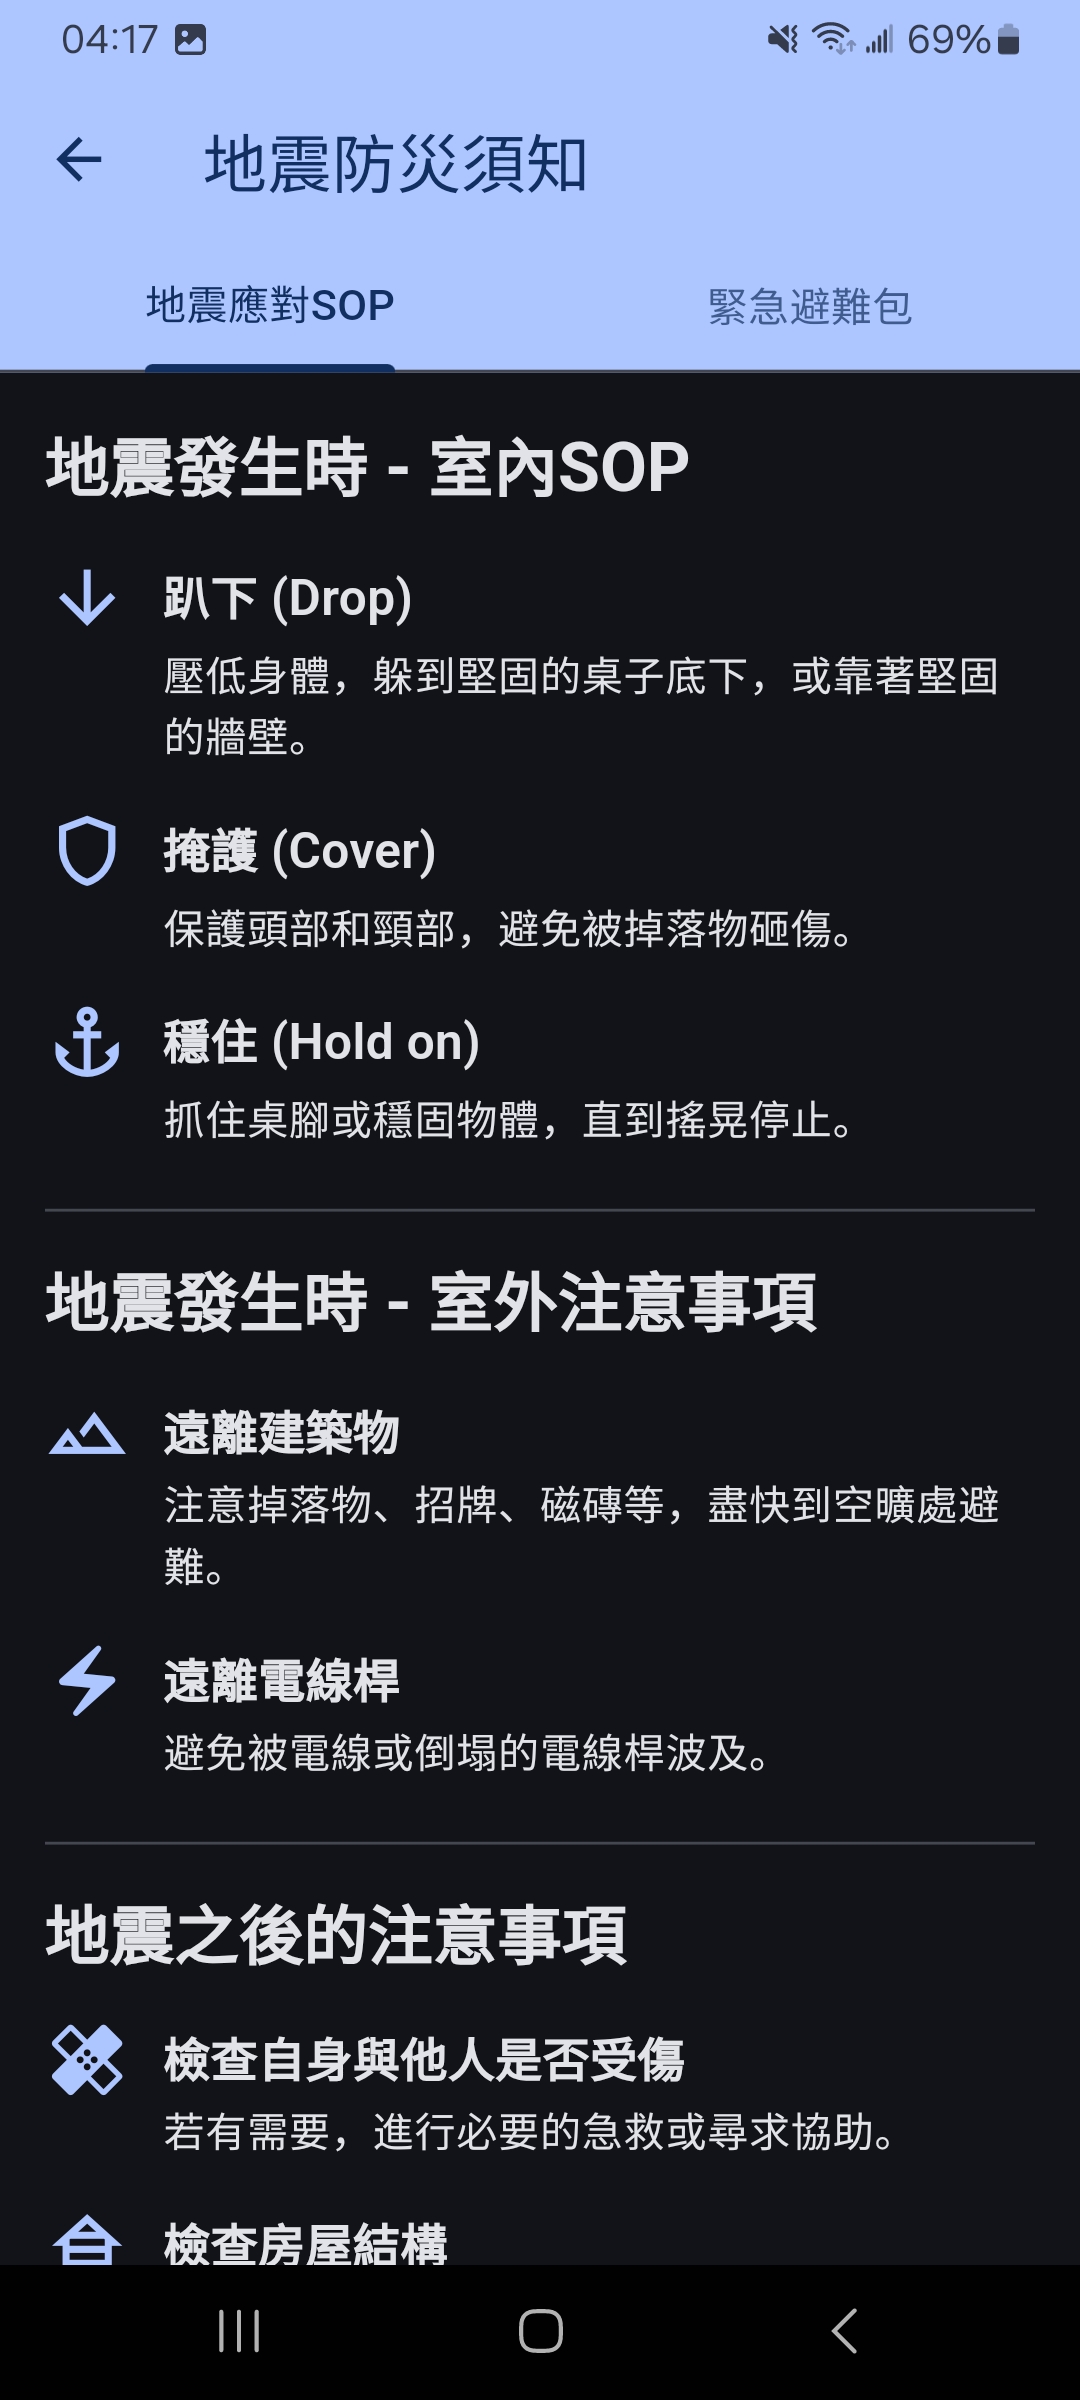 04:17
69%
地震防災須知
地震應對SOP
緊急避難包
地震發生時 - 室內SOP
趴下 (Drop)
壓低身體，躲到堅固的桌子底下，或靠著堅固
的牆壁。
掩護 (Cover)
保護頭部和頸部，避免被掉落物砸傷。
穩住 (Hold on)
抓住桌腳或穩固物體，直到搖晃停止。
地震發生時 - 室外注意事項
遠離建築物
注意掉落物、招牌、磁磚等，盡快到空曠處避
難。
遠離電線桿
避免被電線或倒塌的電線桿波及。
地震之後的注意事項
檢查自身與他人是否受傷
若有需要，進行必要的急救或尋求協助。
檢查房屋結構